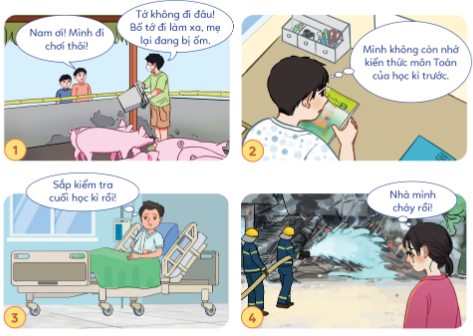 Nam ơi! Mình đi
chơi thôi!
Tớ không đi đâu!
Bố tớ đi làm xa, mẹ
lại đang bị ốm.
1
Mình không còn nhớ
kiến thức môn Toán
của học kì trước.
2
Sắp kiểm tra
cuối học kì rồi!
3
Nhà mình
cháy rồi!
4